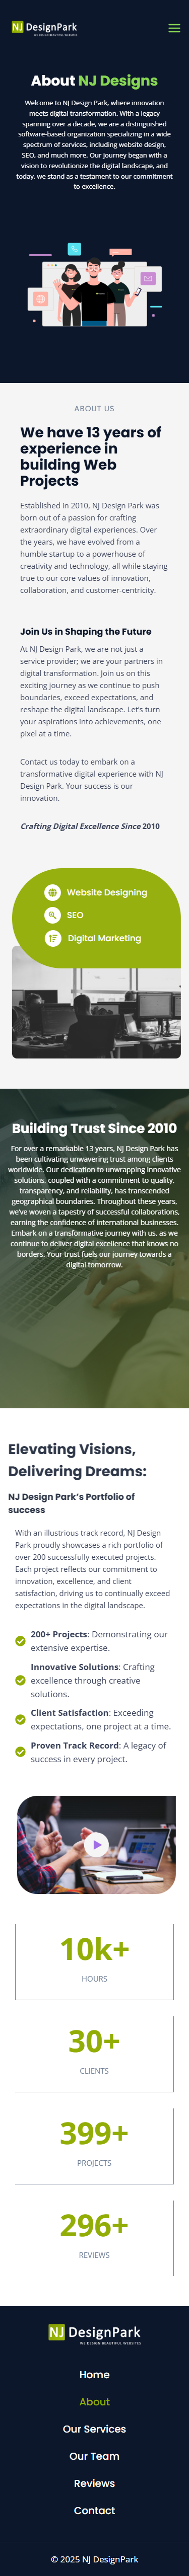 NJ DesignPark
WE DESIGN BEAUTIFUL WEBSITES
About NJ Designs
Welcome to NJ Design Park, where innovation
meets digital transformation. With a legacy
spanning over a decade, we are a distinguished
software-based organization specializing in a wide
spectrum of services, including website design,
SEO, and much more. Our journey began with a
vision to revolutionize the digital landscape, and
today, we stand as a testament to our commitment
to excellence.
ABOUT US
We have 13 years of
experience in
building Web
Projects
Established in 2010, NJ Design Park was
born out of a passion for crafting
extraordinary digital experiences. Over
the years, we have evolved from a
humble startup to a powerhouse of
creativity and technology, all while staying
true to our core values of innovation,
collaboration, and customer-centricity.
Join Us in Shaping the Future
At NJ Design Park, we are not just a
service provider; we are your partners in
digital transformation. Join us on this
exciting journey as we continue to push
boundaries, exceed expectations, and
reshape the digital landscape. Let’s turn
your aspirations into achievements, one
pixel at a time.
Contact us today to embark on a
transformative digital experience with NJ
Design Park. Your success is our
innovation.
Crafting Digital Excellence Since 2010
Website Designing
SEO
Digital Marketing
Building Trust Since 2010
For over a remarkable 13 years, NJ Design Park has
been cultivating unwavering trust among clients
worldwide. Our dedication to unwrapping innovative
solutions, coupled with a commitment to quality,
transparency, and reliability, has transcended
geographical boundaries. Throughout these years,
we’ve woven a tapestry of successful collaborations,
earning the confidence of international businesses.
Embark on a transformative journey with us, as we
continue to deliver digital excellence that knows no
borders. Your trust fuels our journey towards a
digital tomorrow.
Elevating Visions,
Delivering Dreams:
NJ Design Park’s Portfolio of
success
With an illustrious track record, NJ Design
Park proudly showcases a rich portfolio of
over 200 successfully executed projects.
Each project reflects our commitment to
innovation, excellence, and client
satisfaction, driving us to continually exceed
expectations in the digital landscape.
200+ Projects: Demonstrating our
extensive expertise.
Innovative Solutions: Crafting
excellence through creative
solutions.
Client Satisfaction: Exceeding
expectations, one project at a time.
Proven Track Record: A legacy of
success in every project.
10k+
HOURS
30+
CLIENTS
399+
PROJECTS
296+
REVIEWS
NJ DesignPark
WE DESIGN BEAUTIFUL WEBSITES
Home
About
Our Services
Our Team
Reviews
Contact
© 2025 NJ DesignPark